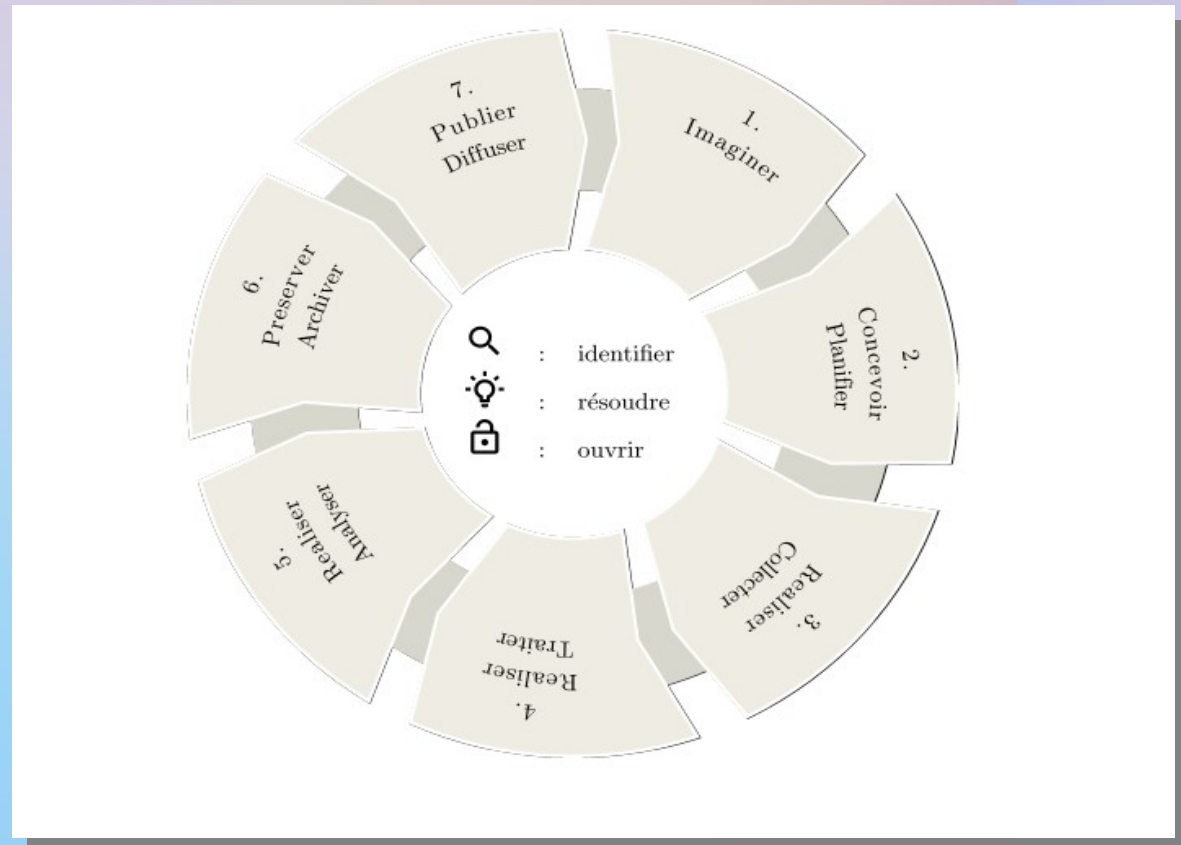 1.
Imaginer
2.
Concevoir
Planifier
3.
Realiser
Collecter
4.
Realiser
Traiter
5.
Realiser
Analyser
6.
Preserver
Archiver
7.
Publier
Diffuser
: identifier
: résoudre
: ouvrir